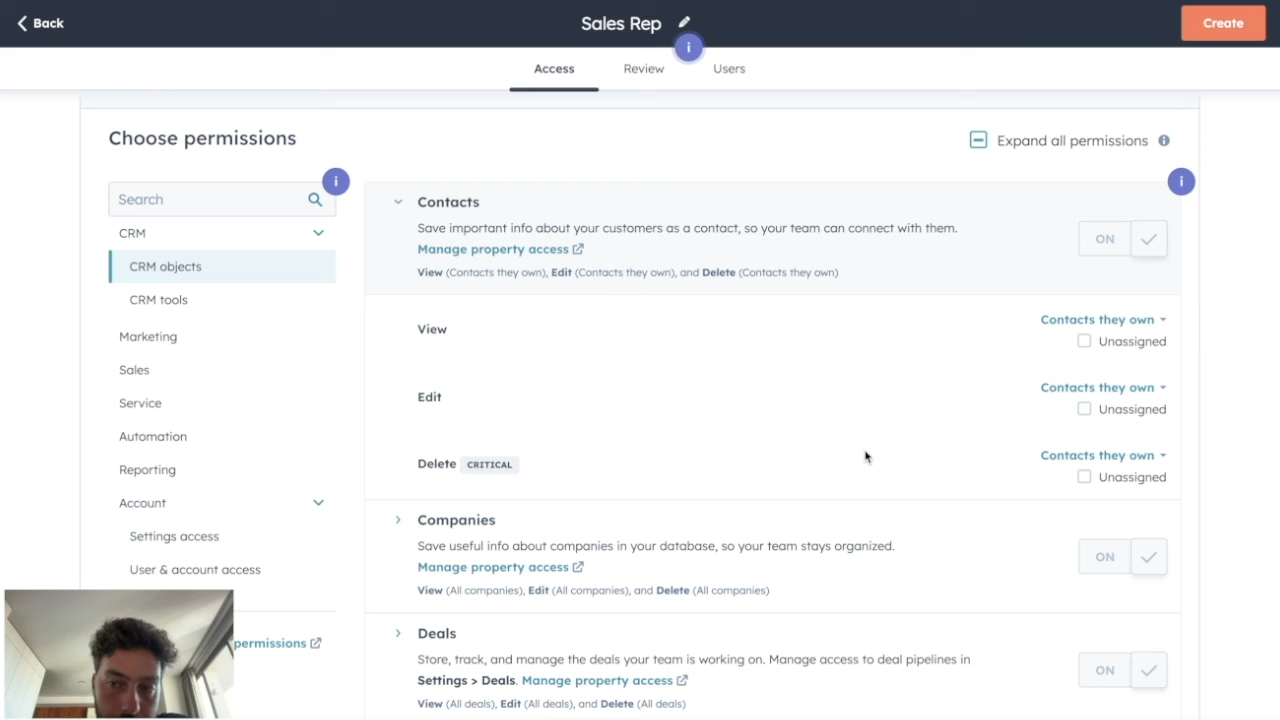 Back
Sales Rep
Create
i
Access
Review
Users
Choose permissions
Expand all permissions
i
i
Search
CRM
CRM objects
CRM tools
Marketing
Sales
Service
Automation
Reporting
Account
Settings access
User & account access
permissions
Contacts
Save important info about your customers as a contact, so your team can connect with them.
Manage property access
View (Contacts they own), Edit (Contacts they own), and Delete (Contacts they own)
ON
View
Contacts they own
Unassigned
Edit
Contacts they own
Unassigned
Delete CRITICAL
Contacts they own
Unassigned
Companies
Save useful info about companies in your database, so your team stays organized.
Manage property access
View (All companies), Edit (All companies), and Delete (All companies)
ON
Deals
Store, track, and manage the deals your team is working on. Manage access to deal pipelines in
Settings > Deals. Manage property access
View (All deals), Edit (All deals), and Delete (All deals)
ON